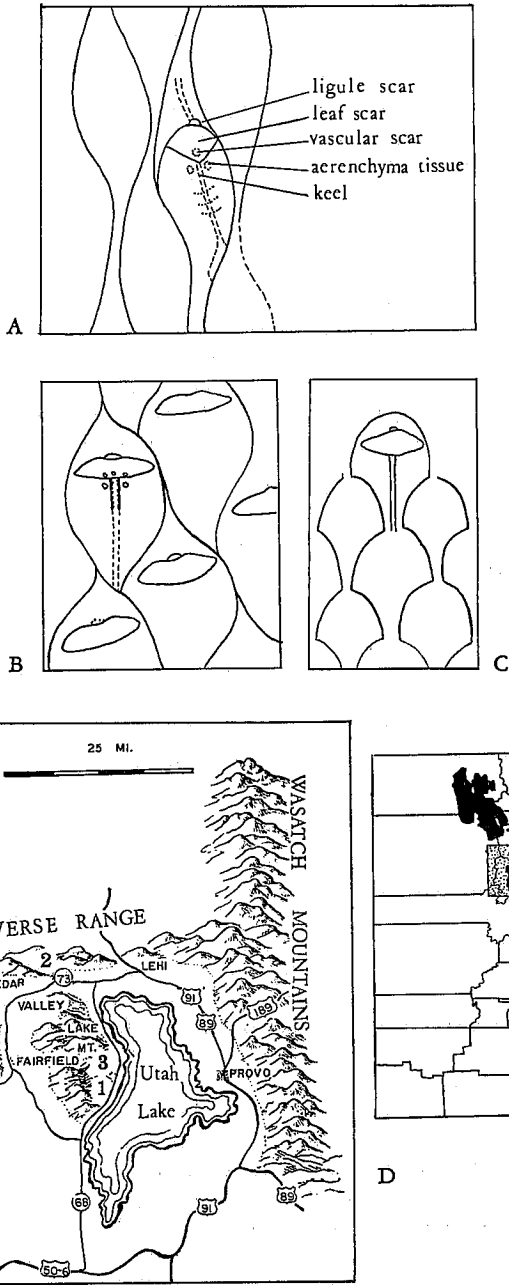 ligule scar
leaf scar
vascular scar
aerenchyma tissue
keel
A
B
C
25 MI.
WASATCH MOUNTAINS
VERSE RANGE
2
LEHI
EDAR
73
VALLEY
91
LAKE
MT.
89
189
FAIRFIELD
3
1
Utah
Lake
PROVO
D
68
91
89
50-6